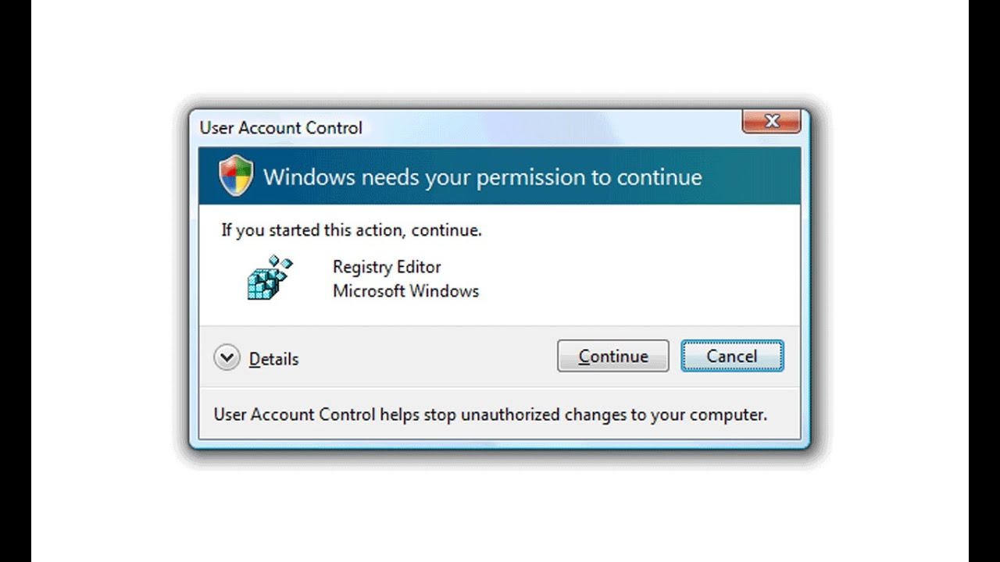 User Account Control
Windows needs your permission to continue
If you started this action, continue.
Registry Editor
Microsoft Windows
Details
Continue
Cancel
User Account Control helps stop unauthorized changes to your computer.